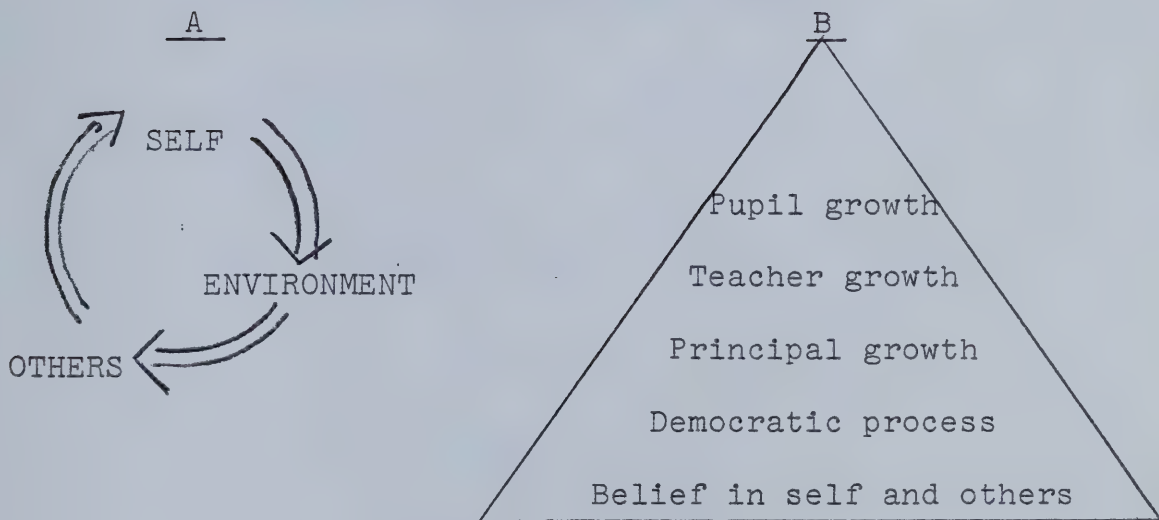 A
SELF
ENVIRONMENT
OTHERS
B
Pupil growth
Teacher growth
Principal growth
Democratic process
Belief in self and others